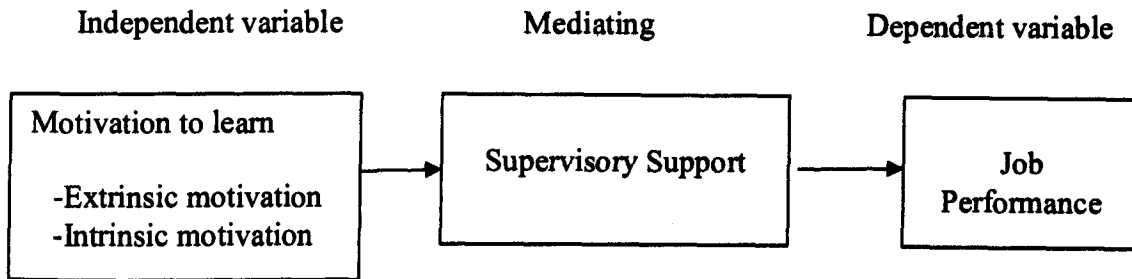 Independent variable
Mediating
Dependent variable
Motivation to learn
-Extrinsic motivation
-Intrinsic motivation
Supervisory Support
Job
Performance